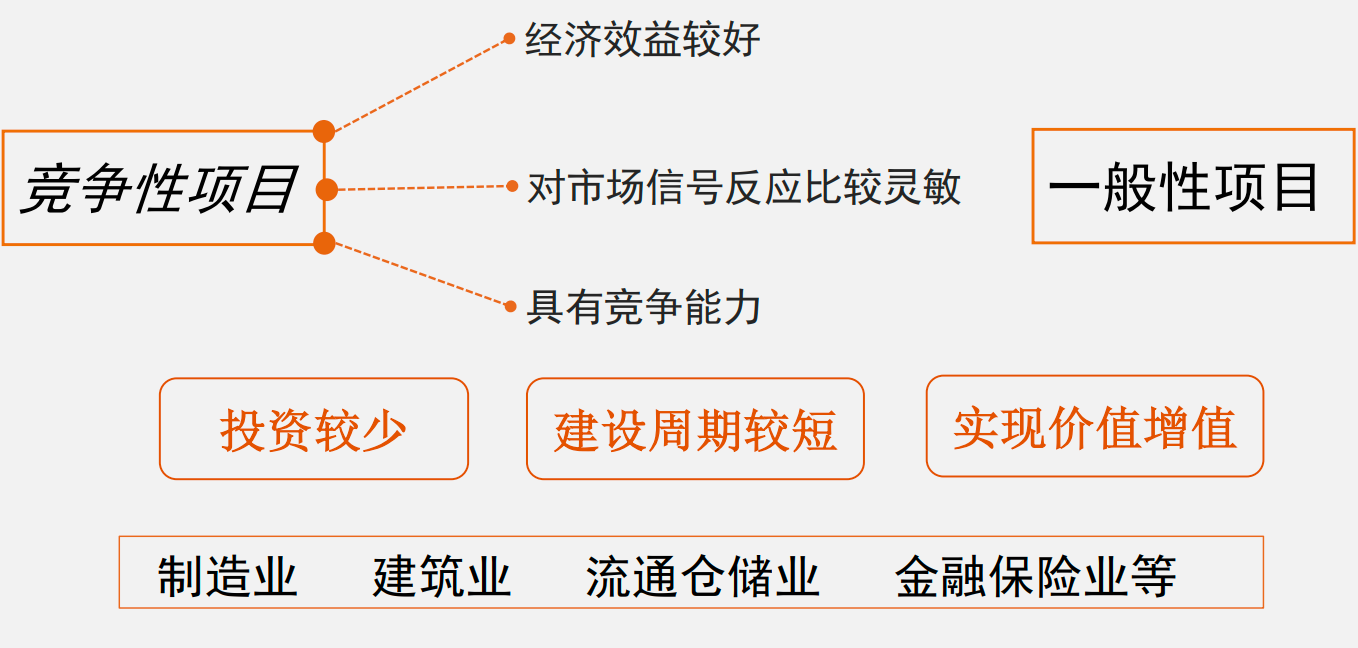 经济效益较好
竞争性项目
对市场信号反应比较灵敏
一般性项目
具有竞争能力
投资较少
建设周期较短
实现价值增值
制造业 建筑业 流通仓储业 金融保险业等